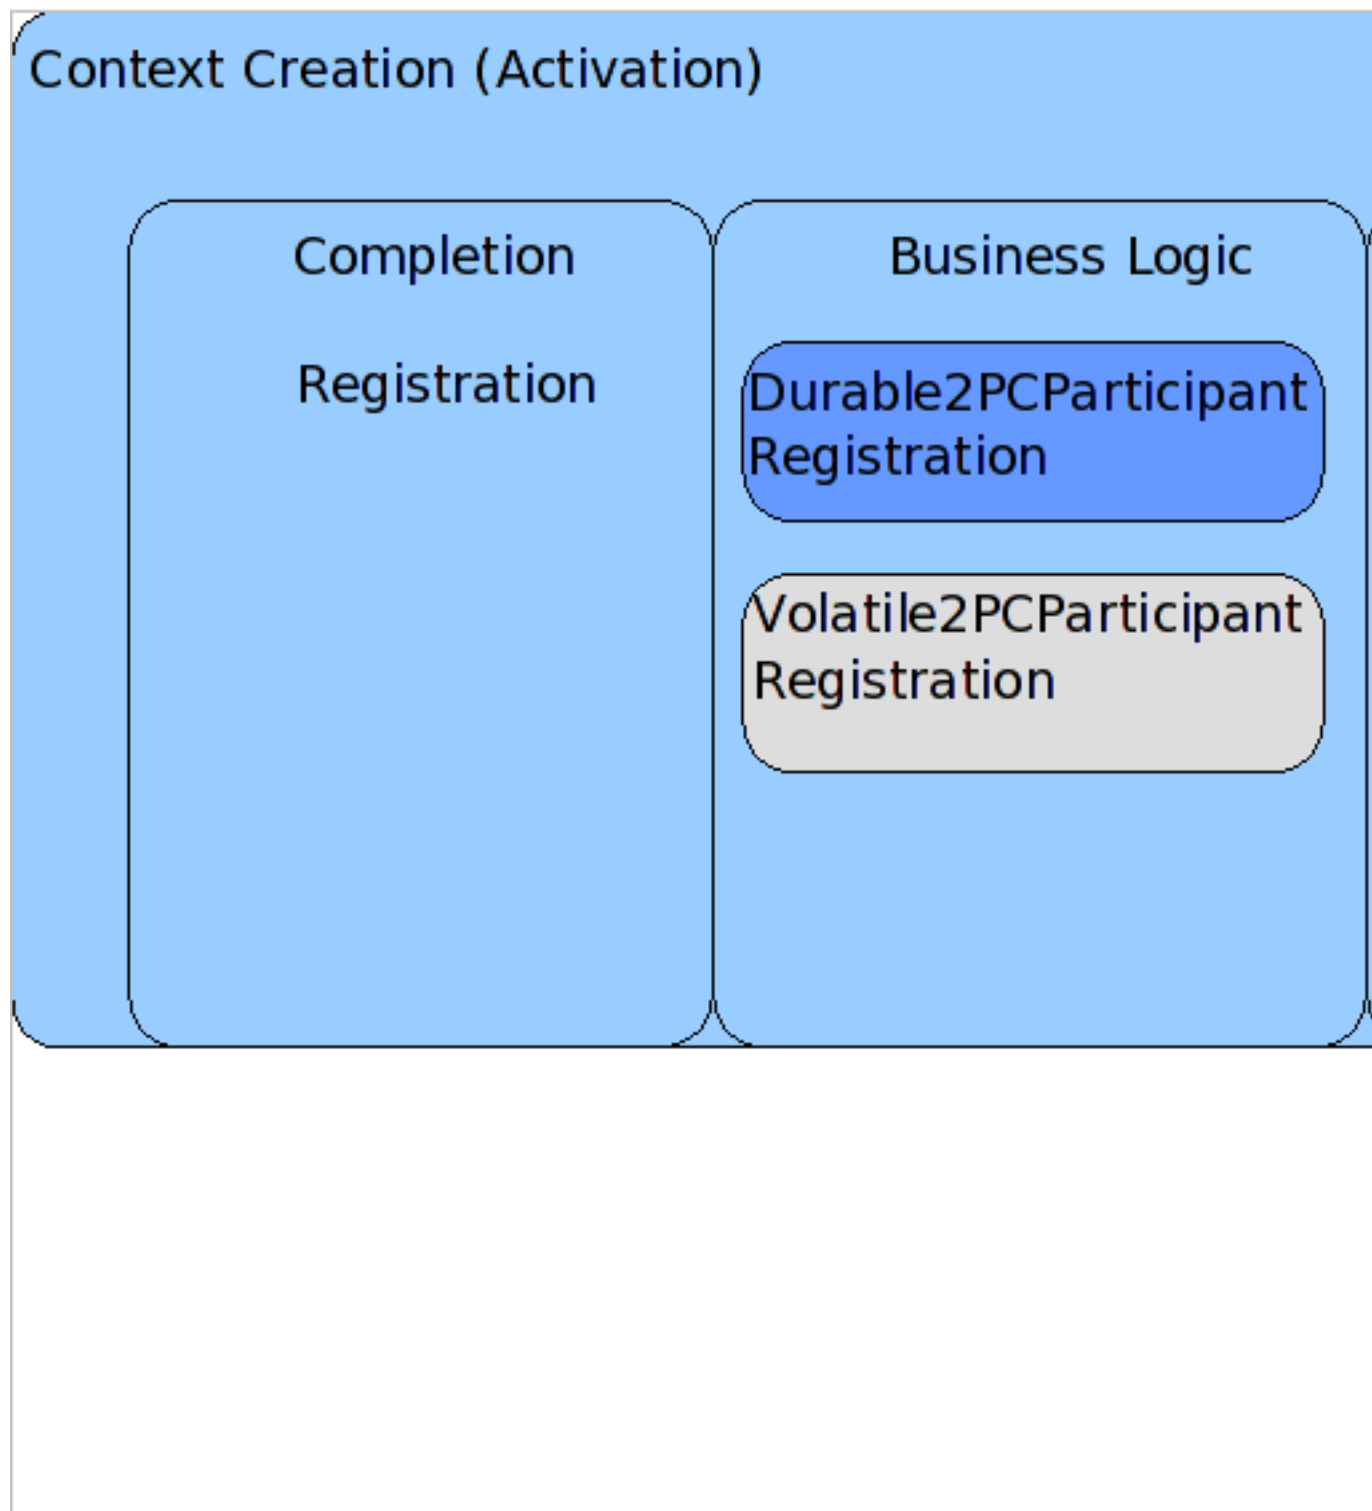 Context Creation (Activation)
Completion
Registration
Business Logic
Durable2PCParticipant
Registration
Volatile2PCParticipant
Registration